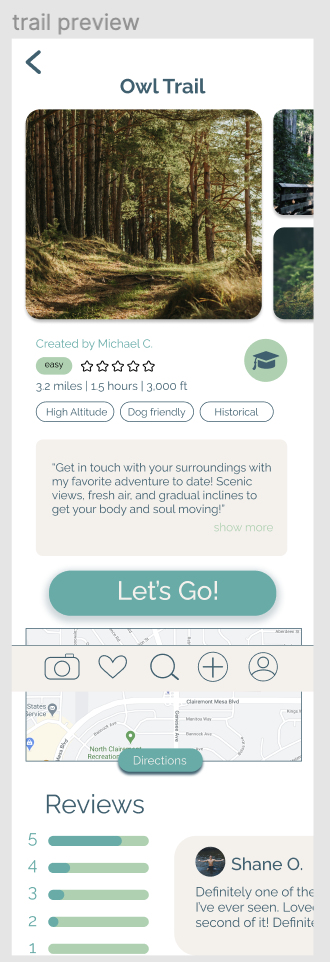 trail preview
Owl Trail
Created by Michael C.
easy
3.2 miles | 1.5 hours | 3,000 ft
High Altitude
Dog friendly
Historical
“Get in touch with your surroundings with
my favorite adventure to date! Scenic
views, fresh air, and gradual inclines to
get your body and soul moving!”
show more
Let's Go!
Clairemont Mesa Blvd
States
Service
North Clairem
Recreation
Directions
Reviews
5
4
3
2
1
Shane O.
Definitely one of the
I've ever seen. Love
second of it! Definite